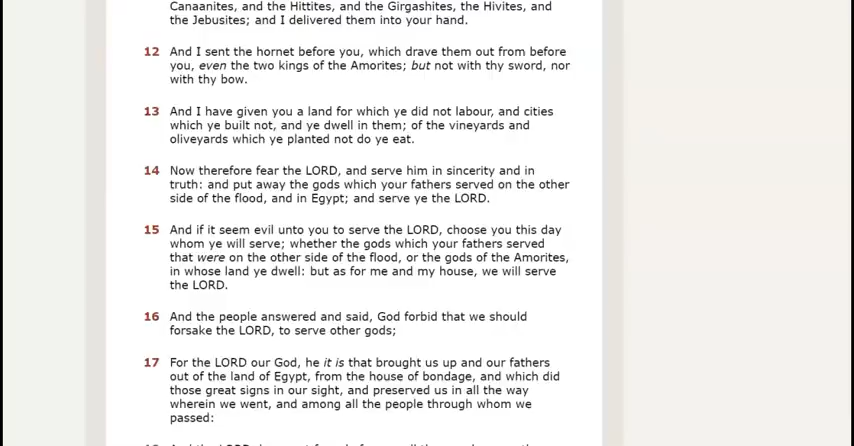 Canaanites, and the Hittites, and the Girgashites, the Hivites, and
the Jebusites; and I delivered them into your hand.
12 And I sent the hornet before you, which drave them out from before
you, even the two kings of the Amorites; but not with thy sword, nor
with thy bow.
13 And I have given you a land for which ye did not labour, and cities
which ye built not, and ye dwell in them; of the vineyards and
oliveyards which ye planted not do ye eat.
14 Now therefore fear the LORD, and serve him in sincerity and in
truth: and put away the gods which your fathers served on the other
side of the flood, and in Egypt; and serve ye the LORD.
15 And if it seem evil unto you to serve the LORD, choose you this day
whom ye will serve; whether the gods which your fathers served
that were on the other side of the flood, or the gods of the Amorites,
in whose land ye dwell: but as for me and my house, we will serve
the LORD.
16 And the people answered and said, God forbid that we should
forsake the LORD, to serve other gods;
17 For the LORD our God, he it is that brought us up and our fathers
out of the land of Egypt, from the house of bondage, and which did
those great signs in our sight, and preserved us in all the way
wherein we went, and among all the people through whom we
passed: